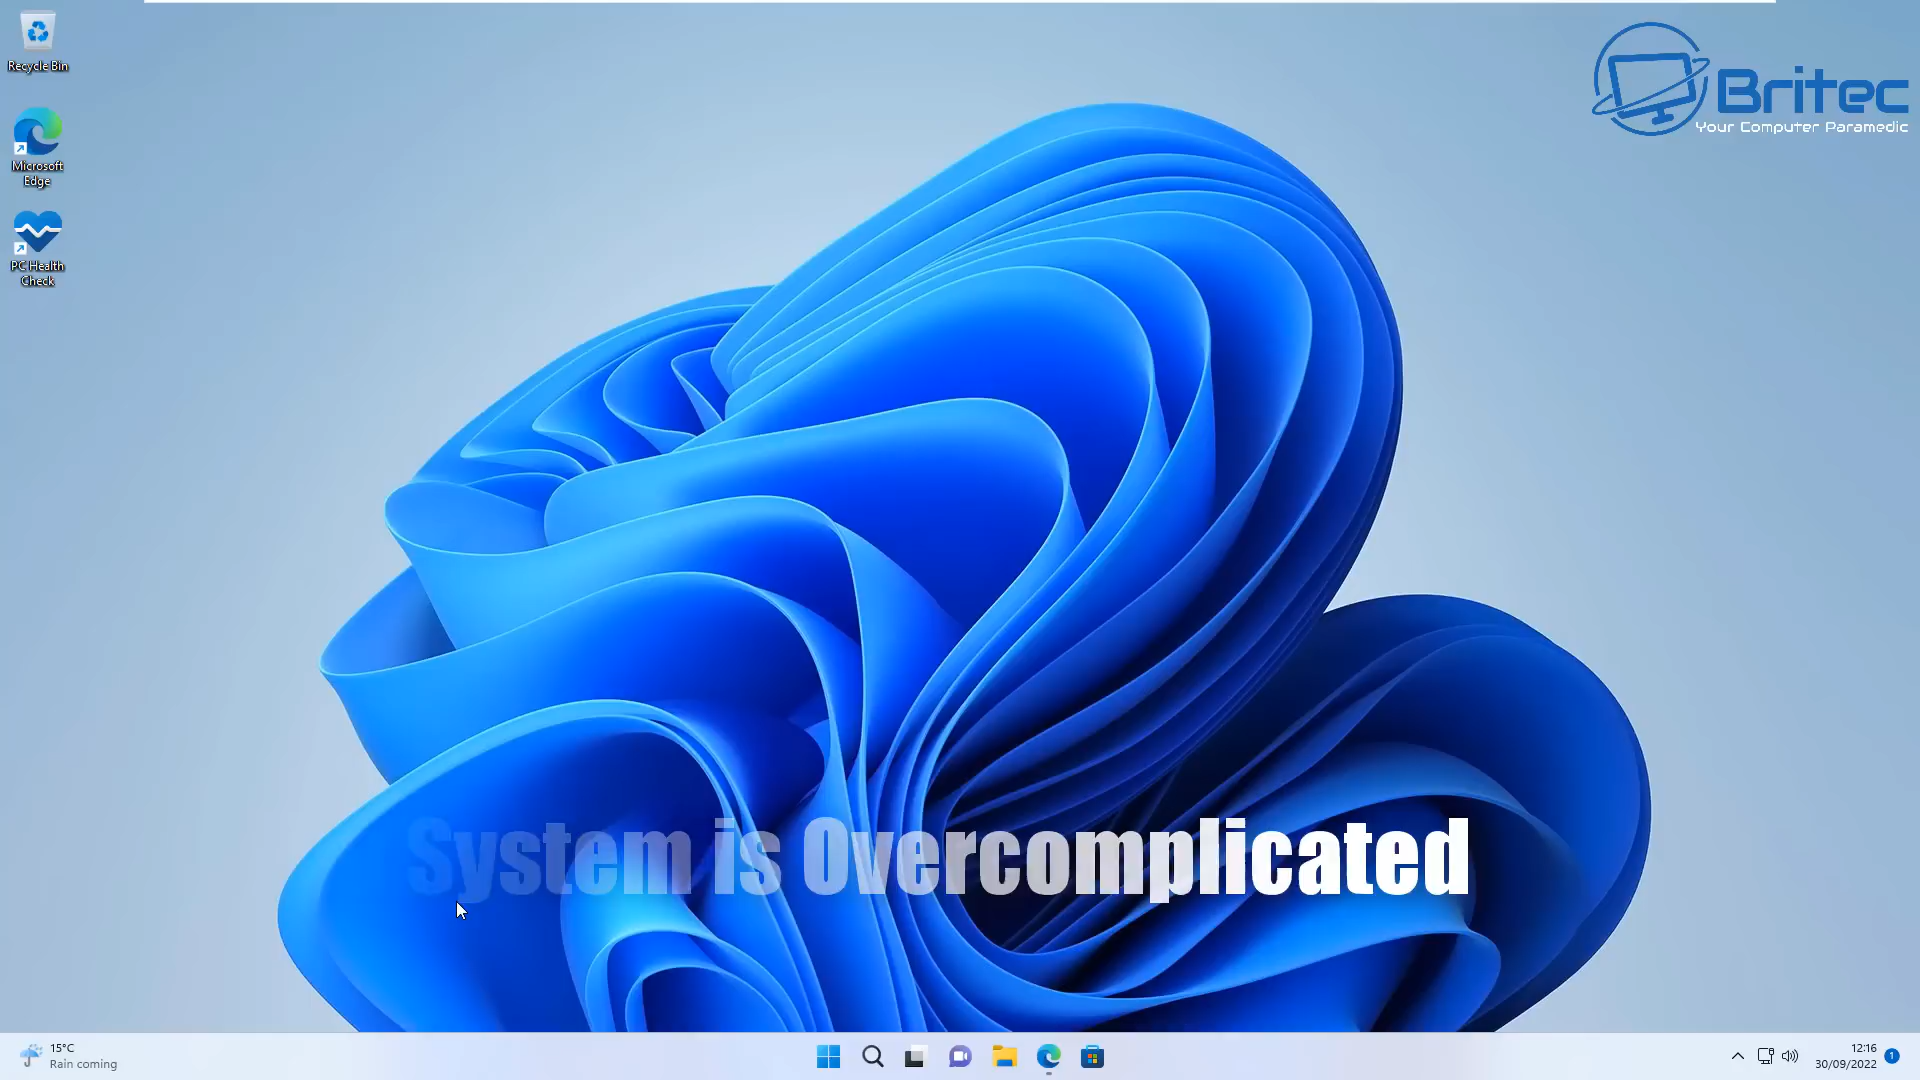 Recycle Bin
Microsoft
Edge
PC Health
Check
Britec
Your Computer Paramedic
System is Overcomplicated
15°C
Rain coming
12:16
30/09/2022
1